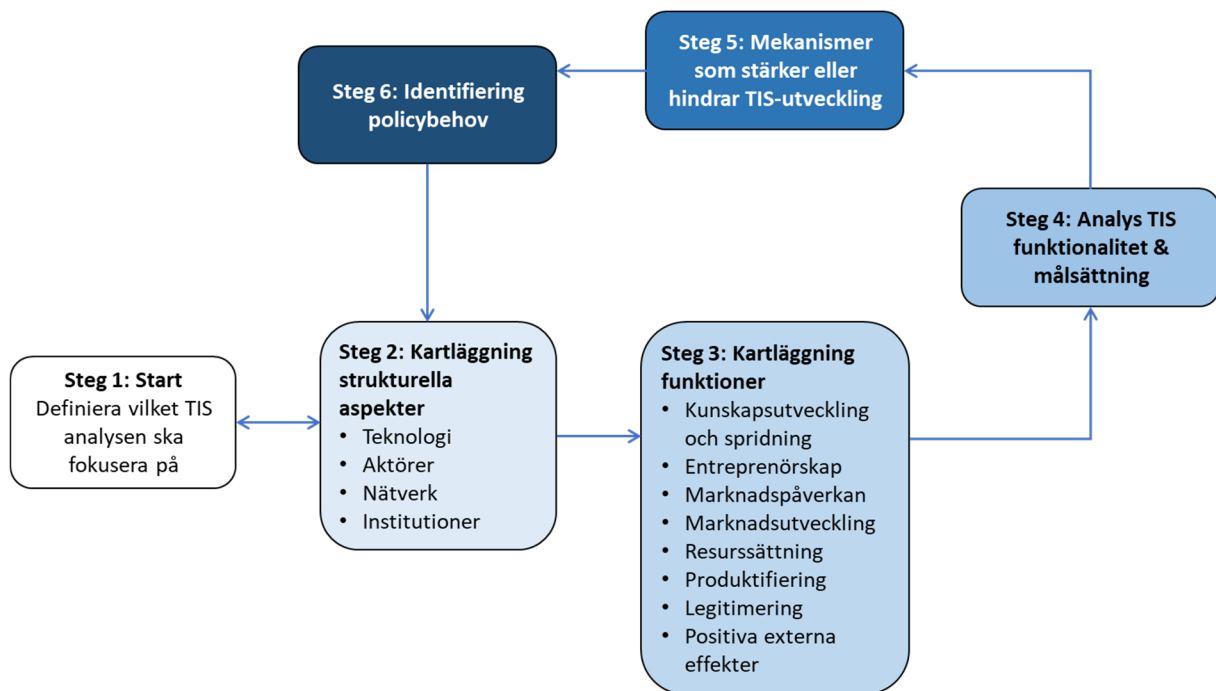 Steg 1: Start
Definiera vilket TIS
analysen ska
fokusera på
Steg 2: Kartläggning
strukturella
aspekter
• Teknologi
• Aktörer
• Nätverk
• Institutioner
Steg 3: Kartläggning
funktioner
• Kunskapsutveckling
och spridning
• Entreprenörskap
• Marknadspåverkan
• Marknadsutveckling
• Resurssättning
• Produktifiering
• Legitimering
• Positiva externa
effekter
Steg 4: Analys TIS
funktionalitet &
målsättning
Steg 5: Mekanismer
som stärker eller
hindrar TIS-utveckling
Steg 6: Identifiering
policybehov